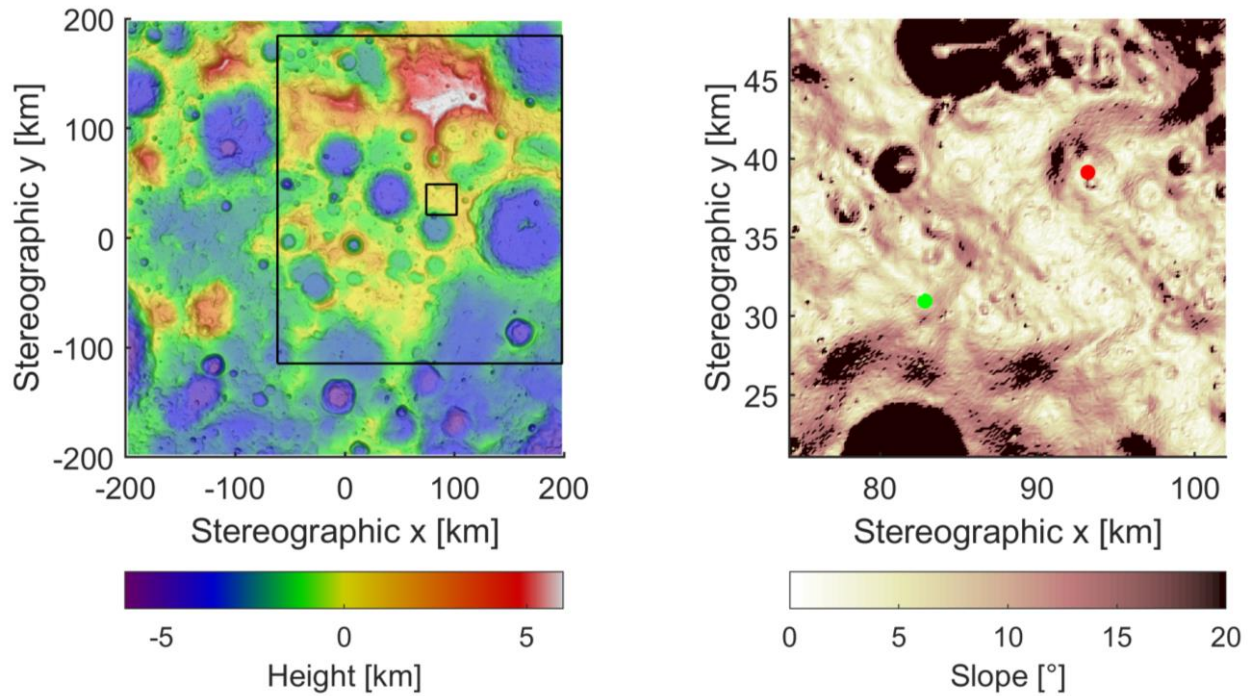 200
100
0
-100
-200
-200 -100 0 100 200
Stereographic y [km]
Stereographic x [km]
-5 0 5
Height [km]
45
40
35
30
25
80 90 100
Stereographic y [km]
Stereographic x [km]
0 5 10 15 20
Slope [°]